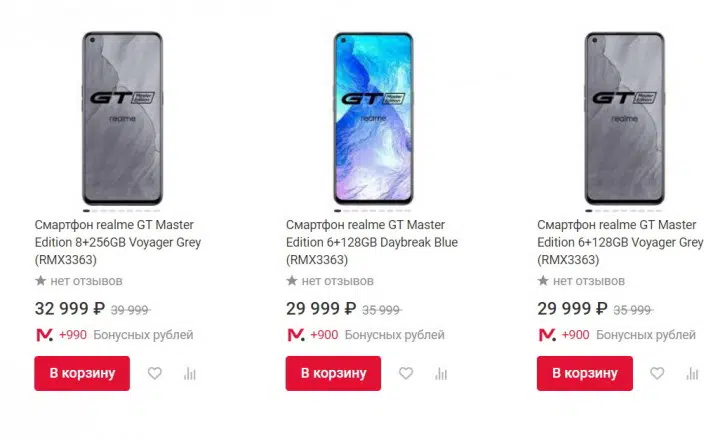 GT Master Edition
realme
Смартфон realme GT Master
Edition 8+256GB Voyager Grey
(RMX3363)
нет отзывов
32 999 ₽ 39 999
+990 Бонусных рублей
В корзину
GT Master Edition
realme
Смартфон realme GT Master
Edition 6+128GB Daybreak Blue
(RMX3363)
нет отзывов
29 999 ₽ 35 999
+900 Бонусных рублей
В корзину
GT Master Edition
realme
Смартфон realme GT Master
Edition 6+128GB Voyager Grey
(RMX3363)
нет отзывов
29 999 ₽ 35 999
+900 Бонусных рублей
В корзину